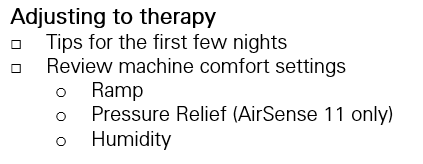 Adjusting to therapy
□ Tips for the first few nights
□ Review machine comfort settings
o Ramp
o Pressure Relief (AirSense 11 only)
o Humidity